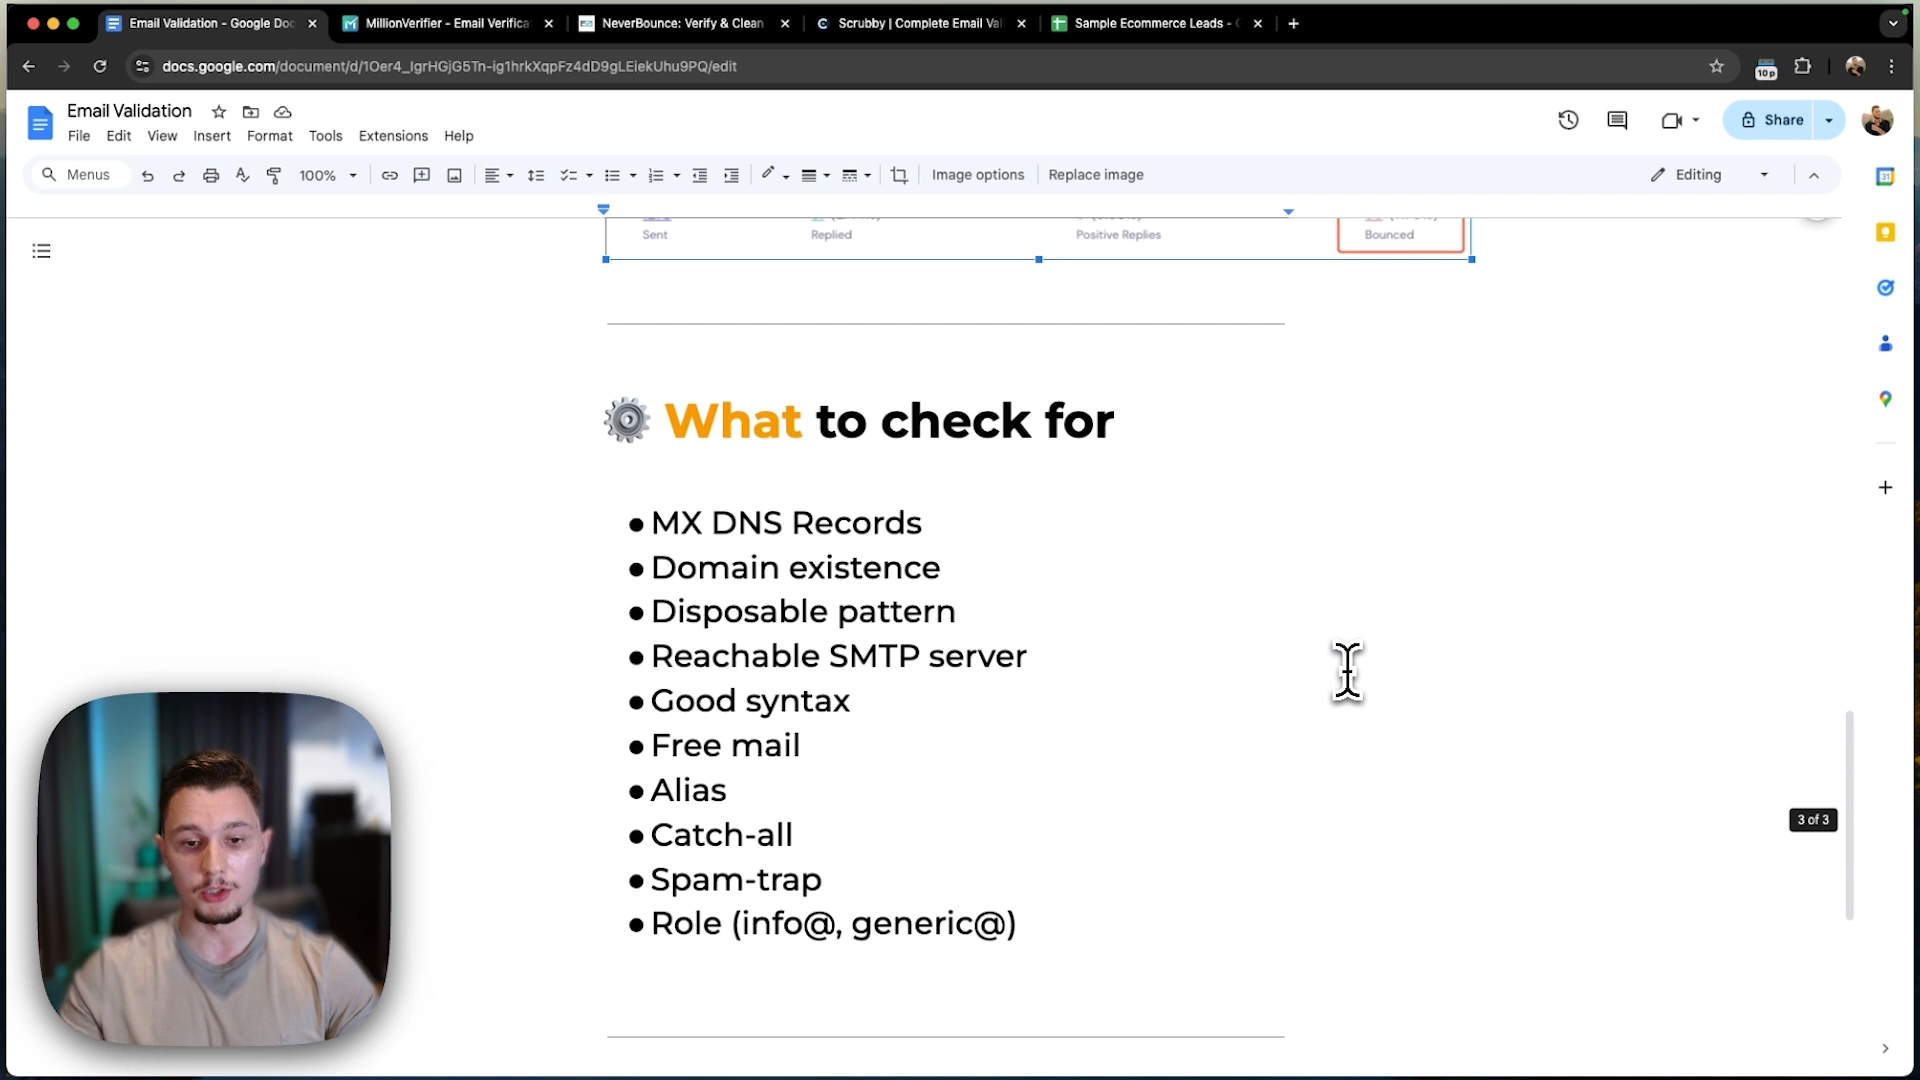 Email Validation - Google Doc
MillionVerifier - Email Verifica
NeverBounce: Verify & Clean
Scrubby | Complete Email Val
Sample Ecommerce Leads -
docs.google.com/document/d/1Oer4_IgrHGjG5Tn-ig1hrkXqpFz4dD9gLEiekUhu9PQ/edit
10 p
Email Validation
File Edit View Insert Format Tools Extensions Help
Share
Menus
100%
Image options
Replace image
Editing
31
Sent
Replied
Positive Replies
Bounced
What to check for
● MX DNS Records
● Domain existence
● Disposable pattern
● Reachable SMTP server
● Good syntax
● Free mail
● Alias
● Catch-all
● Spam-trap
● Role (info@, generic@)
3 of 3